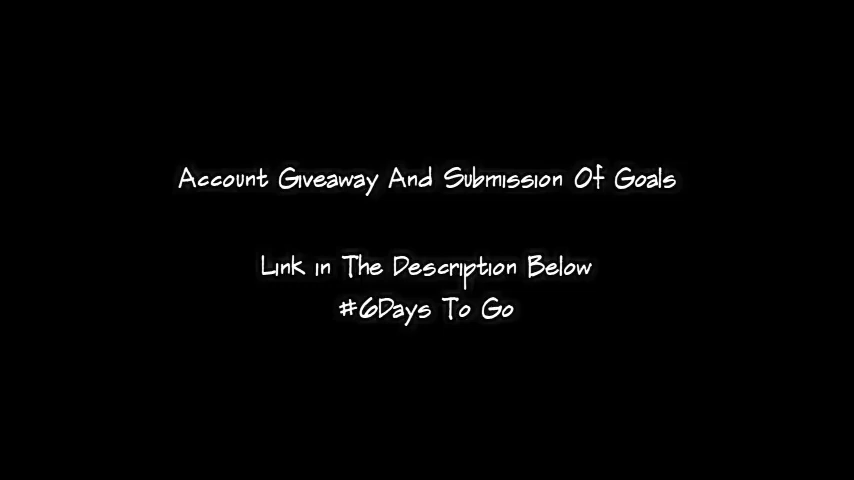 Account Giveaway And Submission Of Goals
Link in The Description Below
#6Days To Go